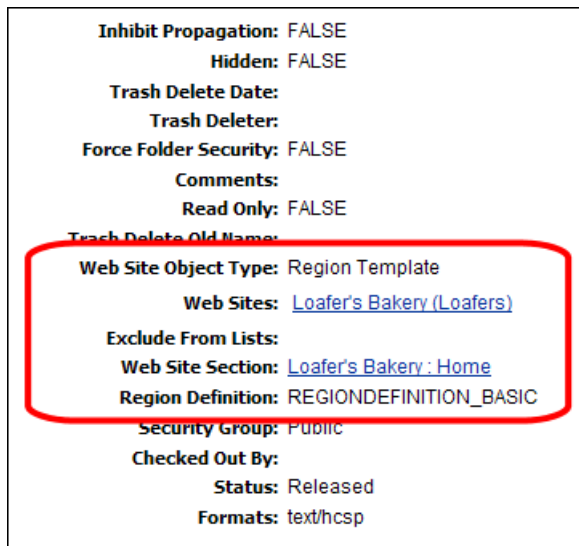 Inhibit Propagation: FALSE
Hidden: FALSE
Trash Delete Date:
Trash Deleter:
Force Folder Security: FALSE
Comments:
Read Only: FALSE
Trash Delete Old Name:
Web Site Object Type: Region Template
Web Sites: Loafer's Bakery (Loafers)
Exclude From Lists:
Web Site Section: Loafer's Bakery : Home
Region Definition: REGIONDEFINITION_BASIC
Security Group: Public
Checked Out By:
Status: Released
Formats: text/hcsp